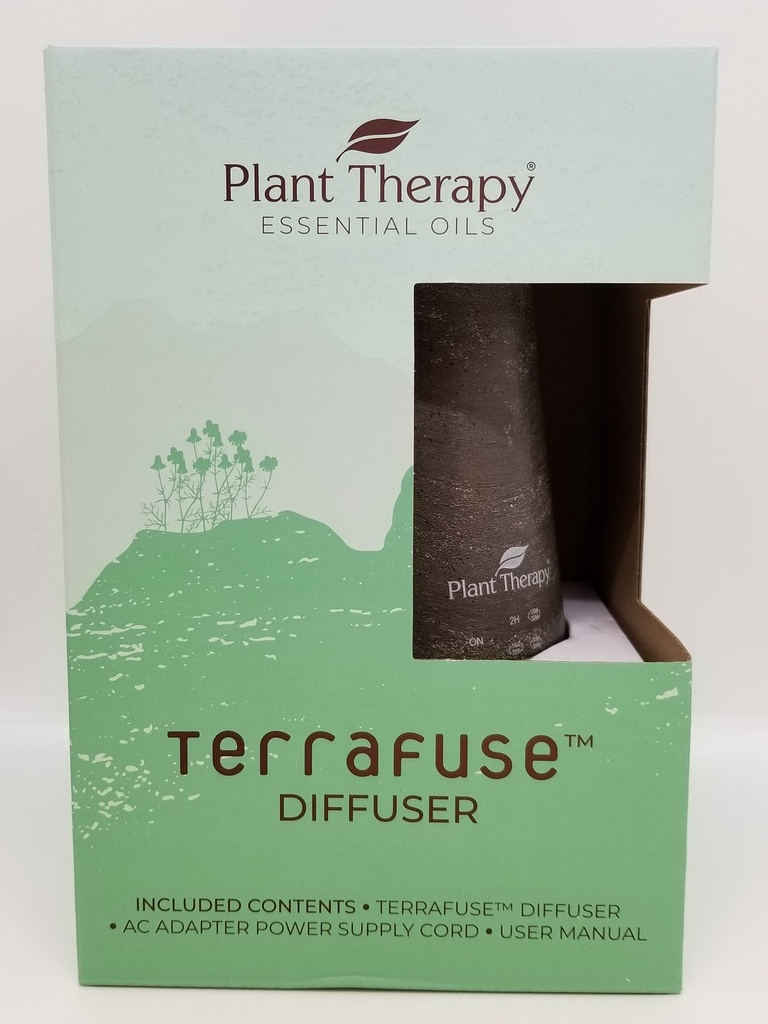 Plant Therapy®
ESSENTIAL OILS
Plant Therapy
2H
ON
TerraFuse™
DIFFUSER
INCLUDED CONTENTS • TERRAFUSE™ DIFFUSER
• AC ADAPTER POWER SUPPLY CORD • USER MANUAL